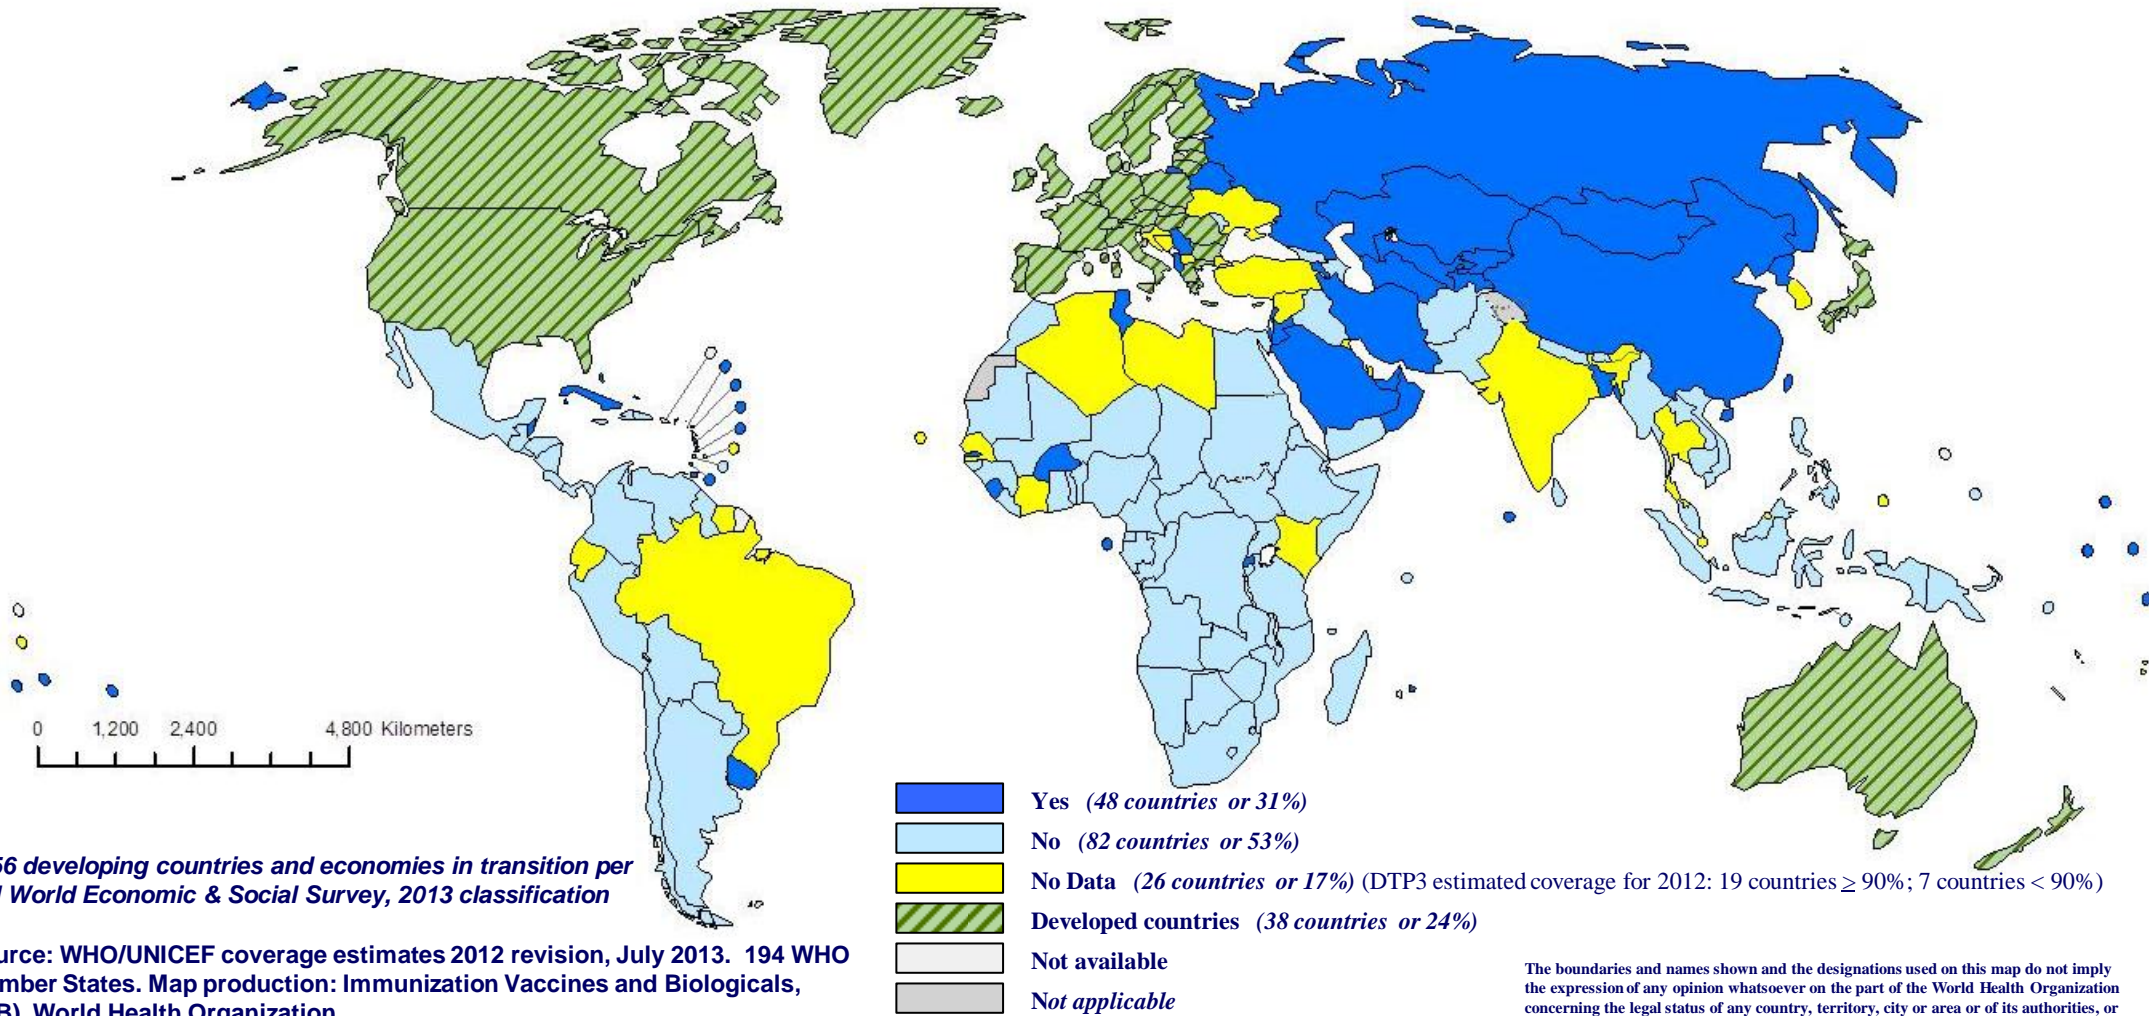 0 1,200 2,400 4,800 Kilometers
Yes (48 countries or 31%)
No (82 countries or 53%)
No Data (26 countries or 17%) (DTP3 estimated coverage for 2012: 19 countries ≥ 90%; 7 countries < 90%)
Developed countries (38 countries or 24%)
Not available
Not applicable
56 developing countries and economies in transition per
World Economic & Social Survey, 2013 classification
urce: WHO/UNICEF coverage estimates 2012 revision, July 2013. 194 WHO
mber States. Map production: Immunization Vaccines and Biologicals,
B). World Health Organization
The boundaries and names shown and the designations used on this map do not imply
the expression of any opinion whatsoever on the part of the World Health Organization
concerning the legal status of any country, territory, city or area or of its authorities, or